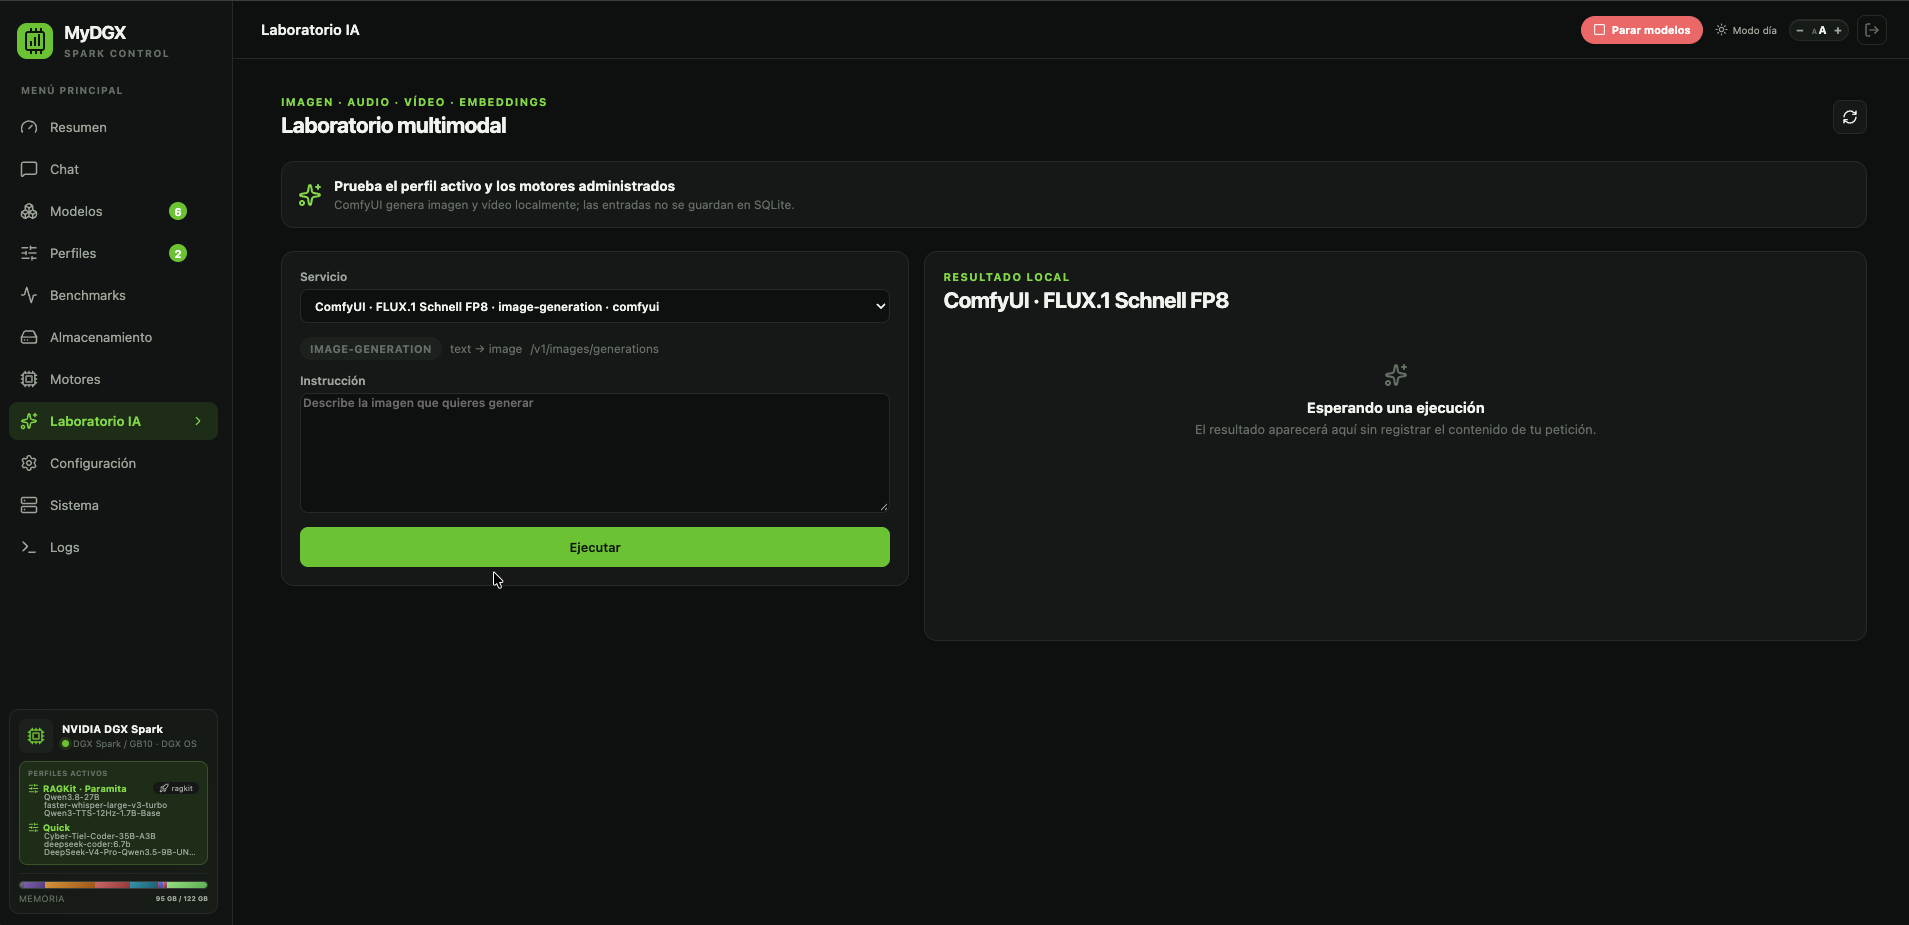 MyDGX
SPARK CONTROL
MENÚ PRINCIPAL
Resumen
Chat
Modelos 6
Perfiles 2
Benchmarks
Almacenamiento
Motores
Laboratorio IA
Configuración
Sistema
Logs
NVIDIA DGX Spark
DGX Spark / GB10 · DGX OS
PERFILES ACTIVOS
RAGKit · Paramita ragkit
Qwen3.8-27B
faster-whisper-large-v3-turbo
Qwen3-TTS-12Hz-1.7B-Base
Quick
Cyber-Tiel-Coder-35B-A3B
deepseek-coder:6.7b
DeepSeek-V4-Pro-Qwen3.5-9B-UN...
MEMORIA 95 GB / 122 GB
Laboratorio IA
Parar modelos
Modo día
− A A +
IMAGEN · AUDIO · VÍDEO · EMBEDDINGS
Laboratorio multimodal
Prueba el perfil activo y los motores administrados
ComfyUI genera imagen y vídeo localmente; las entradas no se guardan en SQLite.
Servicio
ComfyUI · FLUX.1 Schnell FP8 · image-generation · comfyui
IMAGE-GENERATION text → image /v1/images/generations
Instrucción
Describe la imagen que quieres generar
Ejecutar
RESULTADO LOCAL
ComfyUI · FLUX.1 Schnell FP8
Esperando una ejecución
El resultado aparecerá aquí sin registrar el contenido de tu petición.